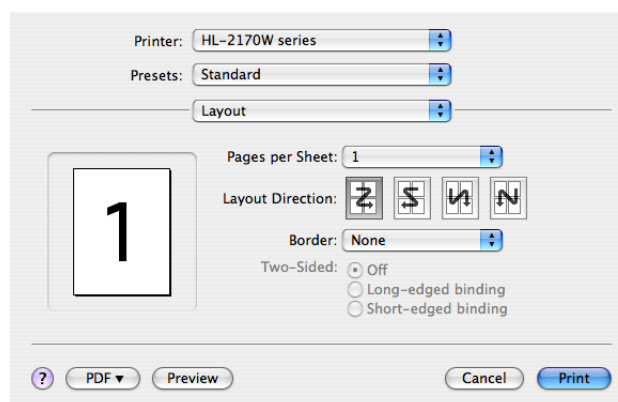 Printer: HL-2170W series
Presets: Standard
Layout
Pages per Sheet: 1
1
Layout Direction:
Border: None
Two-Sided: Off
Long-edged binding
Short-edged binding
? PDF ▼ Preview Cancel Print